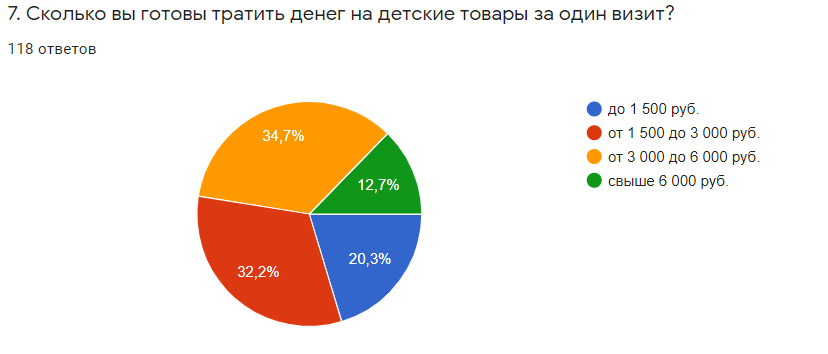 7. Сколько вы готовы тратить денег на детские товары за один визит?
118 ответов
34,7%
12,7%
32,2%
20,3%
до 1 500 руб.
от 1 500 до 3 000 руб.
от 3 000 до 6 000 руб.
свыше 6 000 руб.